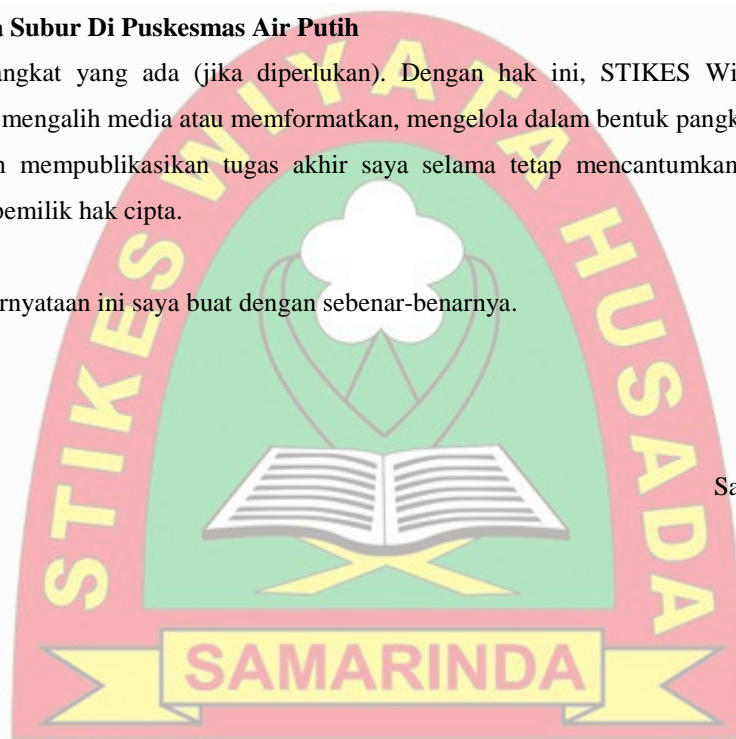 a Subur Di Puskesmas Air Putih
angkat yang ada (jika diperlukan). Dengan hak ini, STIKES Wi
mengalih media atau memformatkan, mengelola dalam bentuk pangk
n mempublikasikan tugas akhir saya selama tetap mencantumkan
pemilik hak cipta.
rnyataan ini saya buat dengan sebenar-benarnya.
Sa
STIKES WIYATA HUSADA
SAMARINDA